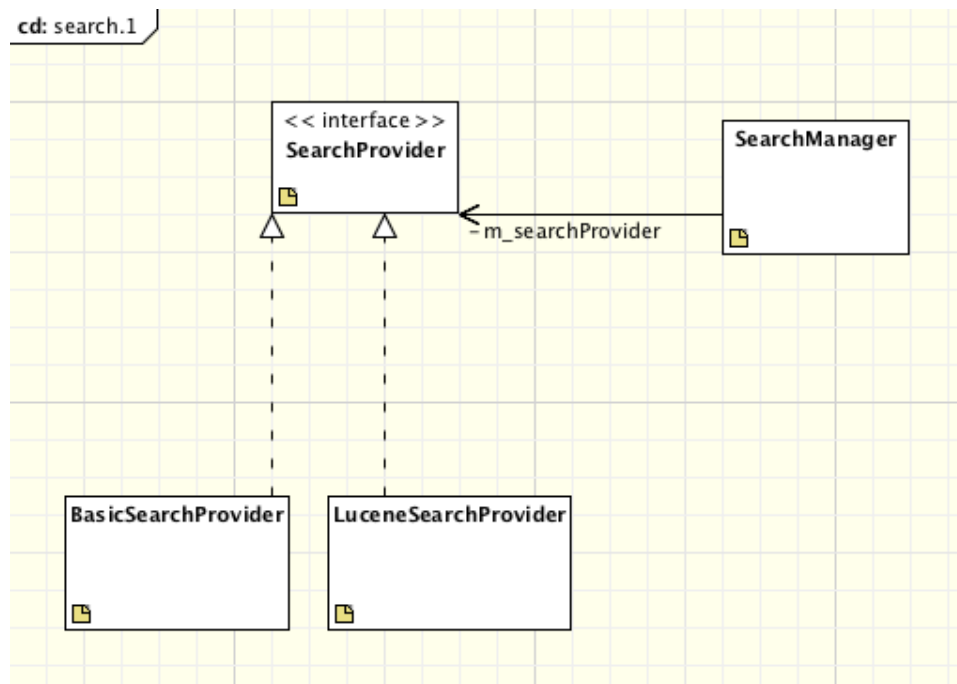 cd: search.1
<< interface >>
SearchProvider
SearchManager
-m_searchProvider
BasicSearchProvider
LuceneSearchProvider